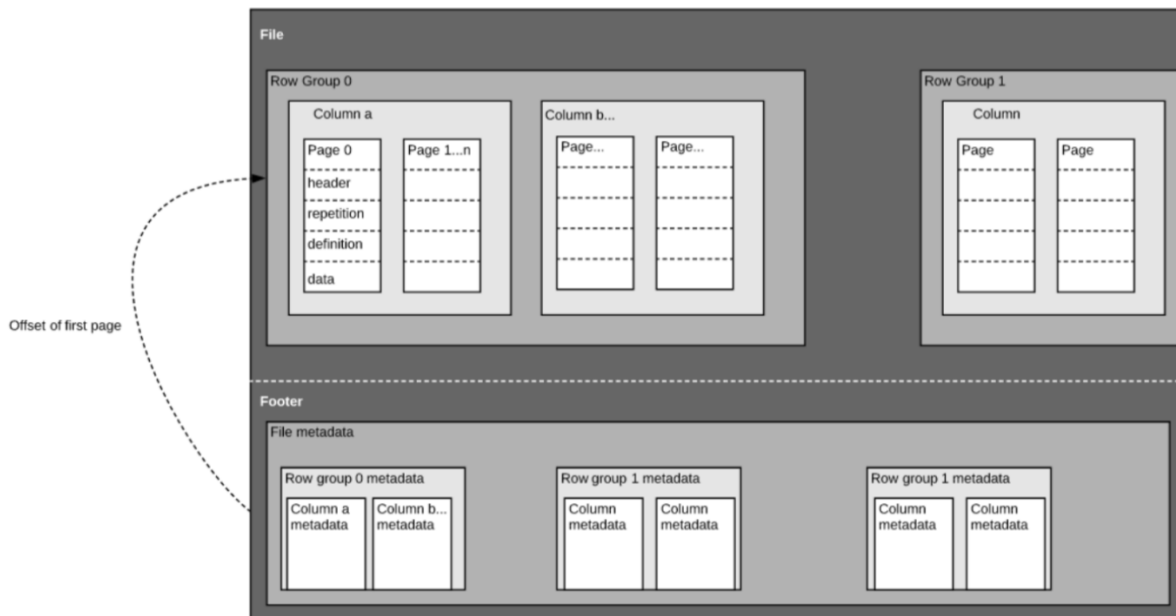 File
Row Group 0
Row Group 1
Column a
Column b...
Column
Page 0
Page 1...n
Page...
Page...
Page
Page
header
repetition
definition
data
Offset of first page
Footer
File metadata
Row group 0 metadata
Row group 1 metadata
Row group 1 metadata
Column a
metadata
Column b...
metadata
Column
metadata
Column
metadata
Column
metadata
Column
metadata